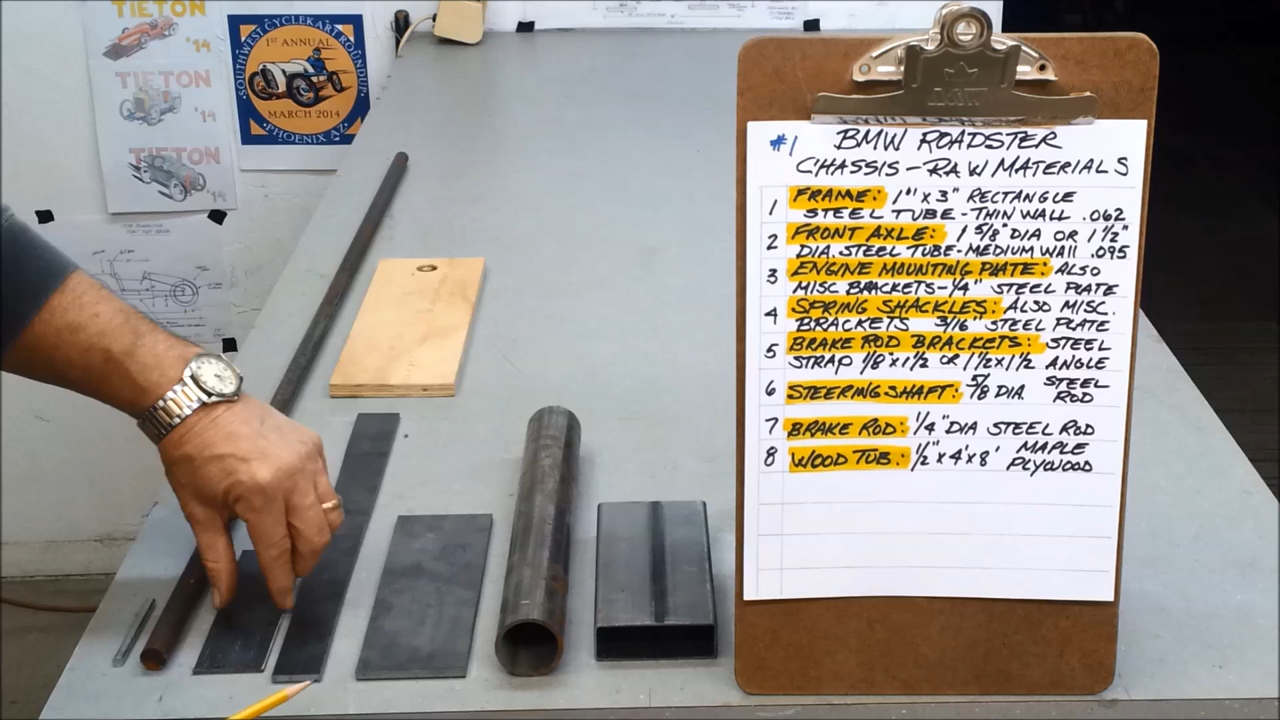 TIETON
'14
TIETON
'14
TIETON
'14
SOUTHWEST CYCLEKART ROUNDUP
1ST ANNUAL
MARCH 2014
PHOENIX AZ
#1 BMW ROADSTER
CHASSIS - RAW MATERIALS
1 FRAME: 1" x 3" RECTANGLE
STEEL TUBE - THIN WALL .062
2 FRONT AXLE: 1 5/8" DIA OR 1 1/2"
DIA. STEEL TUBE - MEDIUM WALL .095
3 ENGINE MOUNTING PLATE: ALSO
MISC BRACKETS - 1/4" STEEL PLATE
4 SPRING SHACKLES: ALSO MISC.
BRACKETS 3/16" STEEL PLATE
5 BRAKE ROD BRACKETS: STEEL
STRAP 1/8 x 1 1/2 OR 1 1/2 x 1 1/2 ANGLE
6 STEERING SHAFT: 5/8 DIA. STEEL
ROD
7 BRAKE ROD: 1/4" DIA STEEL ROD
8 WOOD TUB: 1/2" x 4' x 8' MAPLE
PLYWOOD